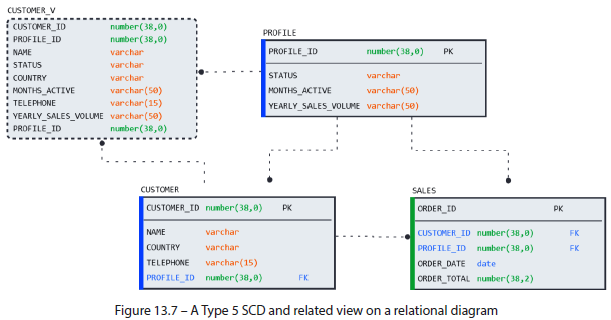 CUSTOMER_V
CUSTOMER_ID number(38,0)
PROFILE_ID number(38,0)
NAME varchar
STATUS varchar
COUNTRY varchar
MONTHS_ACTIVE varchar(50)
TELEPHONE varchar(15)
YEARLY_SALES_VOLUME varchar(50)
PROFILE_ID number(38,0)
PROFILE
PROFILE_ID number(38,0) PK
STATUS varchar
MONTHS_ACTIVE varchar(50)
YEARLY_SALES_VOLUME varchar(50)
CUSTOMER
CUSTOMER_ID number(38,0) PK
NAME varchar
COUNTRY varchar
TELEPHONE varchar(15)
PROFILE_ID number(38,0) FK
SALES
ORDER_ID PK
CUSTOMER_ID number(38,0) FK
PROFILE_ID number(38,0) FK
ORDER_DATE date
ORDER_TOTAL number(38,2)
Figure 13.7 – A Type 5 SCD and related view on a relational diagram